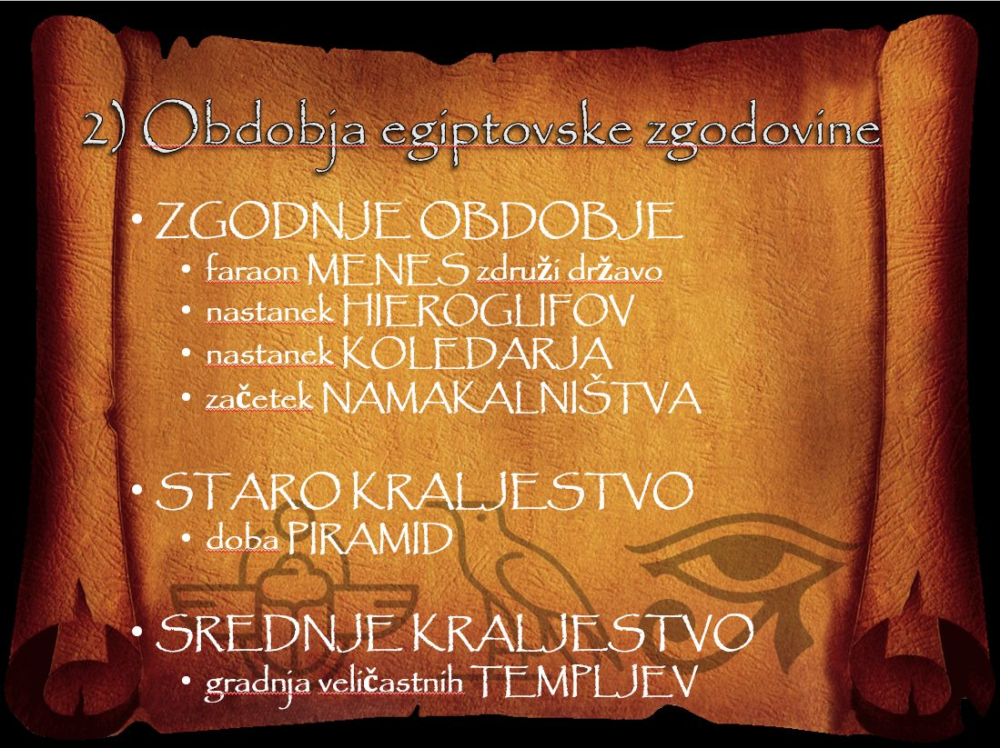 2) Obdobja egiptovske zgodovine
• ZGODNJE OBDOBJE
• faraon MENES združi državo
• nastanek HIEROGLIFOV
• nastanek KOLEDARJA
• začetek NAMAKALNIŠTVA
• STARO KRALJESTVO
• doba PIRAMID
• SREDNJE KRALJESTVO
• gradnja veličastnih TEMPLJEV